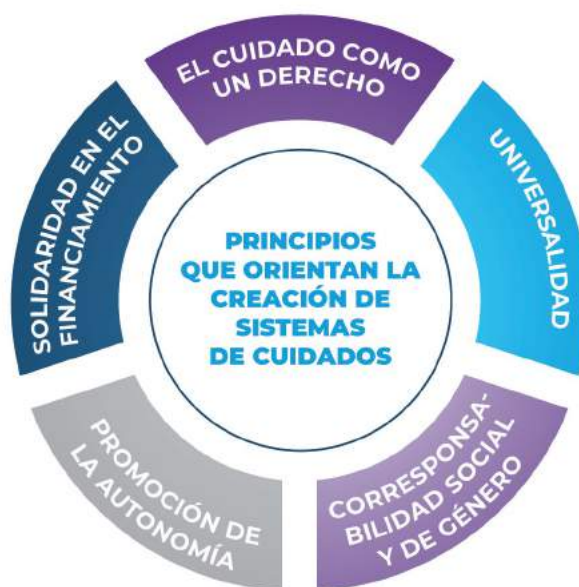 EL CUIDADO COMO
UN DERECHO
UNIVERSALIDAD
CORRESPONSA-
BILIDAD SOCIAL
Y DE GÉNERO
PROMOCIÓN DE
LA AUTONOMÍA
SOLIDARIDAD EN EL
FINANCIAMIENTO
PRINCIPIOS
QUE ORIENTAN LA
CREACIÓN DE
SISTEMAS
DE CUIDADOS